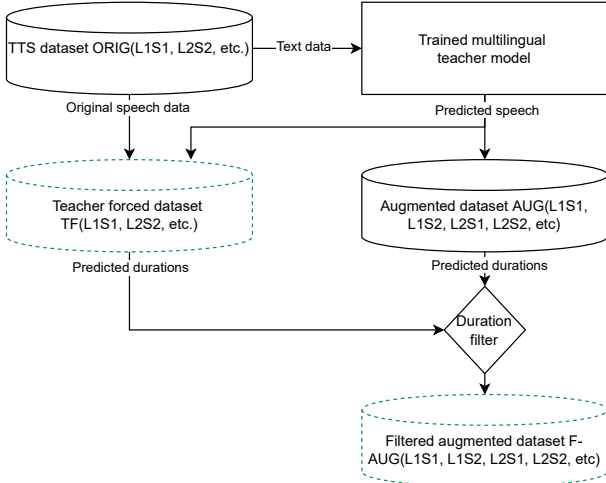 TTS dataset ORIG(L1S1, L2S2, etc.)
Text data
Trained multilingual
teacher model
Original speech data
Predicted speech
Teacher forced dataset
TF(L1S1, L2S2, etc.)
Augmented dataset AUG(L1S1,
L1S2, L2S1, L2S2, etc)
Predicted durations
Predicted durations
Duration
filter
Filtered augmented dataset F-
AUG(L1S1, L1S2, L2S1, L2S2, etc)